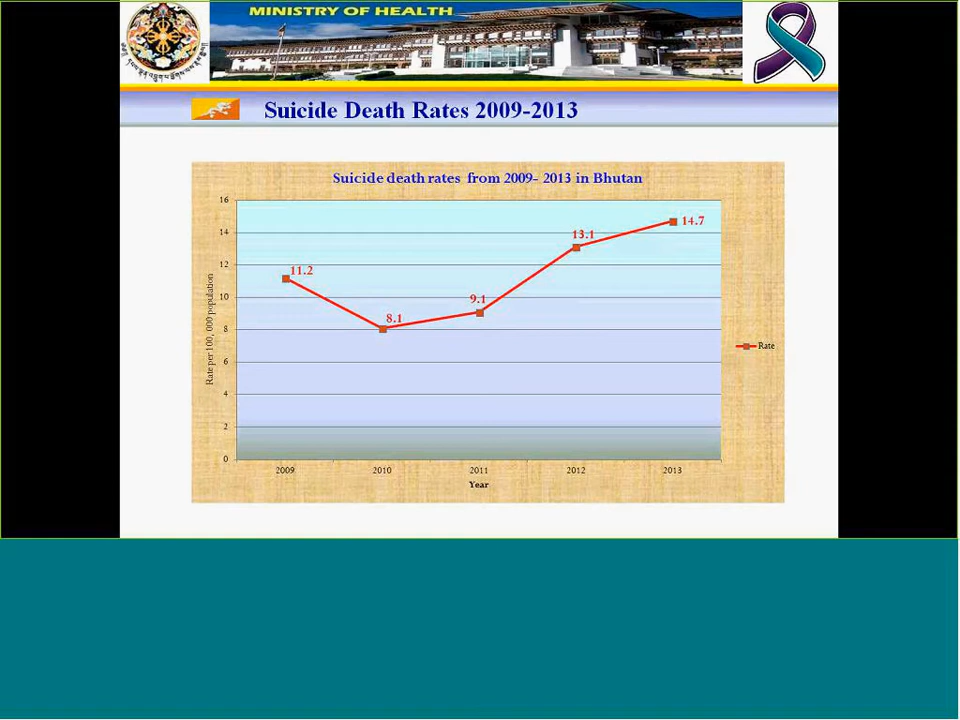 MINISTRY OF HEALTH
Suicide Death Rates 2009-2013
Suicide death rates  from 2009- 2013 in Bhutan
16
14
12
10
8
6
4
2
0
Rate per 100, 000 population
11.2
8.1
9.1
13.1
14.7
Rate
2009 2010 2011 2012 2013
Year